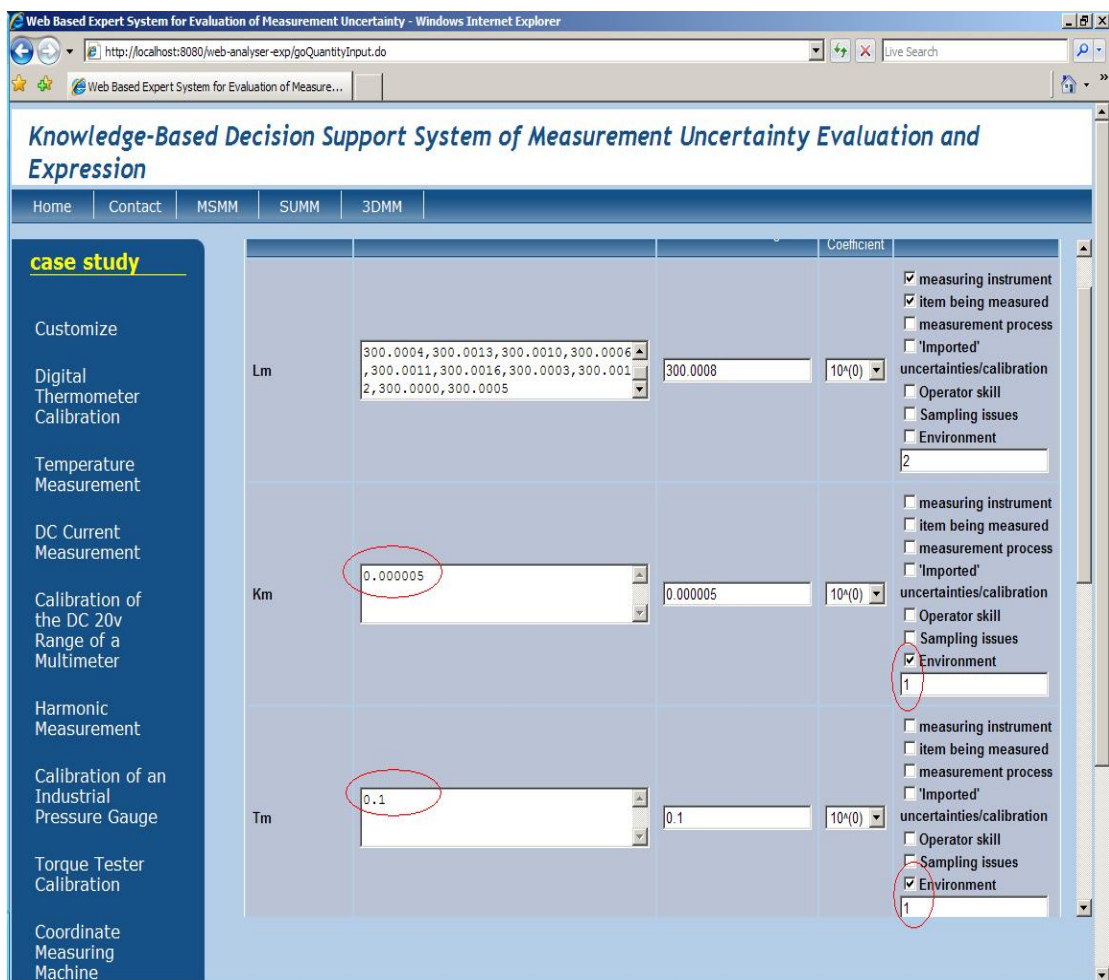 Web Based Expert System for Evaluation of Measurement Uncertainty - Windows Internet Explorer
http://localhost:8080/web-analyser-exp/goQuantityInput.do
Live Search
Web Based Expert System for Evaluation of Measure...
Knowledge-Based Decision Support System of Measurement Uncertainty Evaluation and
Expression
Home Contact MSMM SUMM 3DMM
case study
Customize
Digital
Thermometer
Calibration
Temperature
Measurement
DC Current
Measurement
Calibration of
the DC 20v
Range of a
Multimeter
Harmonic
Measurement
Calibration of an
Industrial
Pressure Gauge
Torque Tester
Calibration
Coordinate
Measuring
Machine
Coefficient
Lm
300.0004,300.0013,300.0010,300.0006
,300.0011,300.0016,300.0003,300.001
2,300.0000,300.0005
300.0008
10^(0)
measuring instrument
item being measured
measurement process
'Imported'
uncertainties/calibration
Operator skill
Sampling issues
Environment
2
Km
0.000005
0.000005
10^(0)
measuring instrument
item being measured
measurement process
'Imported'
uncertainties/calibration
Operator skill
Sampling issues
Environment
1
Tm
0.1
0.1
10^(0)
measuring instrument
item being measured
measurement process
'Imported'
uncertainties/calibration
Operator skill
Sampling issues
Environment
1